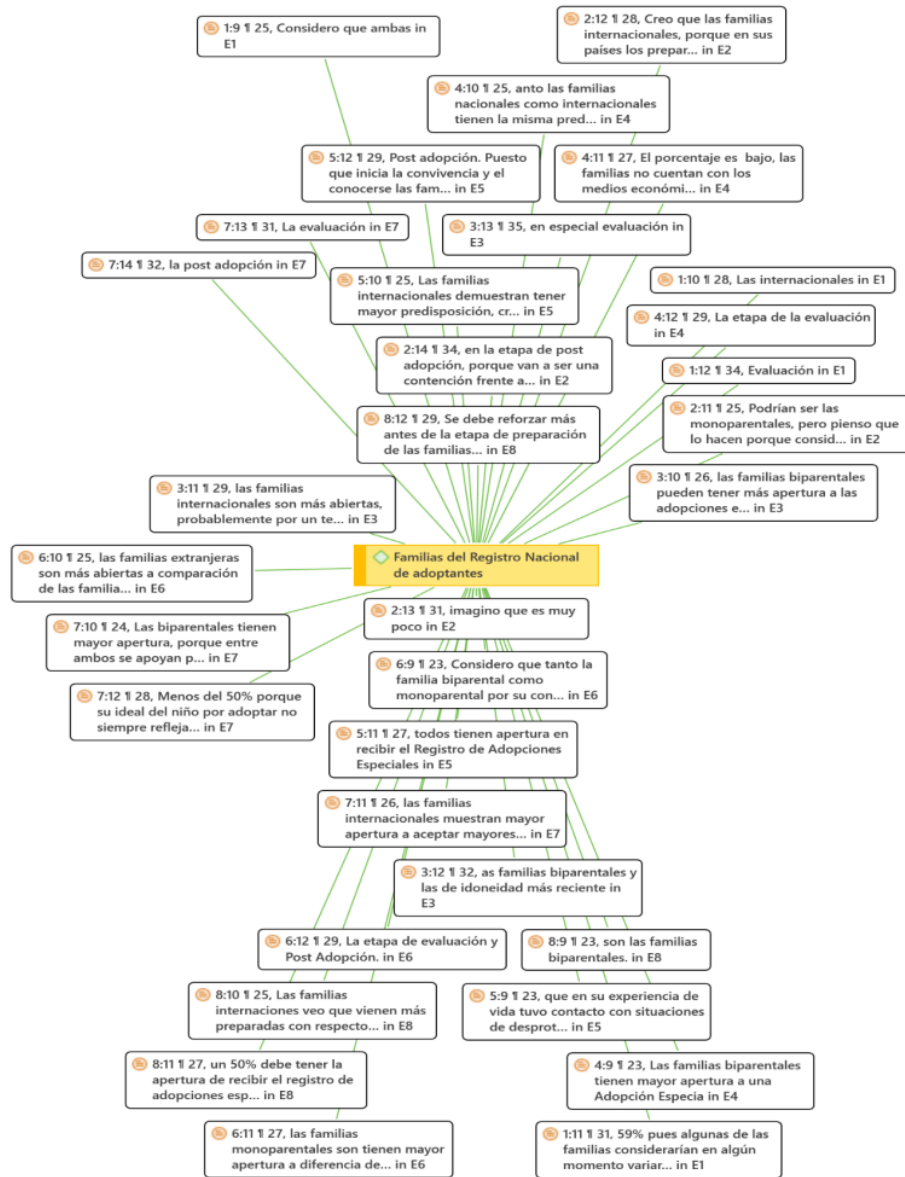 1:9 ¶ 25, Considero que ambas in
E1
2:12 ¶ 28, Creo que las familias
internacionales, porque en sus
países los prepar... in E2
4:10 ¶ 25, anto las familias
nacionales como internacionales
tienen la misma pred... in E4
5:12 ¶ 29, Post adopción. Puesto
que inicia la convivencia y el
conocerse las fam... in E5
4:11 ¶ 27, El porcentaje es bajo, las
familias no cuentan con los
medios económi... in E4
7:13 ¶ 31, La evaluación in E7
3:13 ¶ 35, en especial evaluación in
E3
7:14 ¶ 32, la post adopción in E7
5:10 ¶ 25, Las familias
internacionales demuestran tener
mayor predisposición, cr... in E5
1:10 ¶ 28, Las internacionales in E1
4:12 ¶ 29, La etapa de la evaluación
in E4
2:14 ¶ 34, en la etapa de post
adopción, porque van a ser una
contención frente a... in E2
1:12 ¶ 34, Evaluación in E1
2:11 ¶ 25, Podrían ser las
monoparentales, pero pienso que
lo hacen porque consid... in E2
8:12 ¶ 29, Se debe reforzar más
antes de la etapa de preparación
de las familias... in E8
3:10 ¶ 26, las familias biparentales
pueden tener más apertura a las
adopciones e... in E3
3:11 ¶ 29, las familias
internacionales son más abiertas,
probablemente por un te... in E3
6:10 ¶ 25, las familias extranjeras
son más abiertas a comparación
de las familia... in E6
Familias del Registro Nacional
de adoptantes
2:13 ¶ 31, imagino que es muy
poco in E2
7:10 ¶ 24, Las biparentales tienen
mayor apertura, porque entre
ambos se apoyan p... in E7
6:9 ¶ 23, Considero que tanto la
familia biparental como
monoparental por su con... in E6
7:12 ¶ 28, Menos del 50% porque
su ideal del niño por adoptar no
siempre refleja... in E7
5:11 ¶ 27, todos tienen apertura en
recibir el Registro de Adopciones
Especiales in E5
7:11 ¶ 26, las familias
internacionales muestran mayor
apertura a aceptar mayores... in E7
3:12 ¶ 32, as familias biparentales y
las de idoneidad más reciente in
E3
6:12 ¶ 29, La etapa de evaluación y
Post Adopción. in E6
8:9 ¶ 23, son las familias
biparentales. in E8
8:10 ¶ 25, Las familias
internaciones veo que vienen más
preparadas con respecto... in E8
5:9 ¶ 23, que en su experiencia de
vida tuvo contacto con situaciones
de desprot... in E5
8:11 ¶ 27, un 50% debe tener la
apertura de recibir el registro de
adopciones esp... in E8
4:9 ¶ 23, Las familias biparentales
tienen mayor apertura a una
Adopción Especia in E4
6:11 ¶ 27, las familias
monoparentales son tienen mayor
apertura a diferencia de... in E6
1:11 ¶ 31, 59% pues algunas de las
familias considerarían en algún
momento variar... in E1